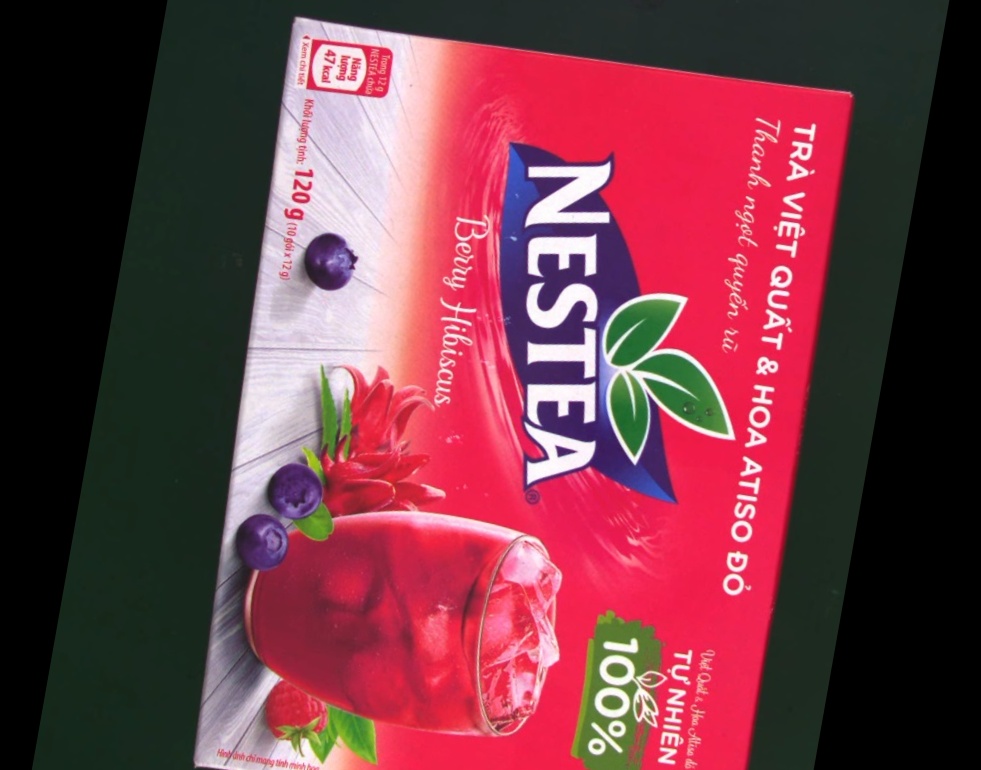 TRÀ VIỆT QUẤT & HOA ATISO ĐỎ
Thanh ngọt quyến rũ
NESTEA®
Berry Hibiscus
Việt Quất & Hoa Atiso đỏ
TỰ NHIÊN
100%
Trong 12 g
NESTEA chứa
Năng
lượng
47 kcal
Xem chi tiết
Khối lượng tịnh: 120 g (10 gói x 12 g)
Hình ảnh chỉ mang tính minh họa